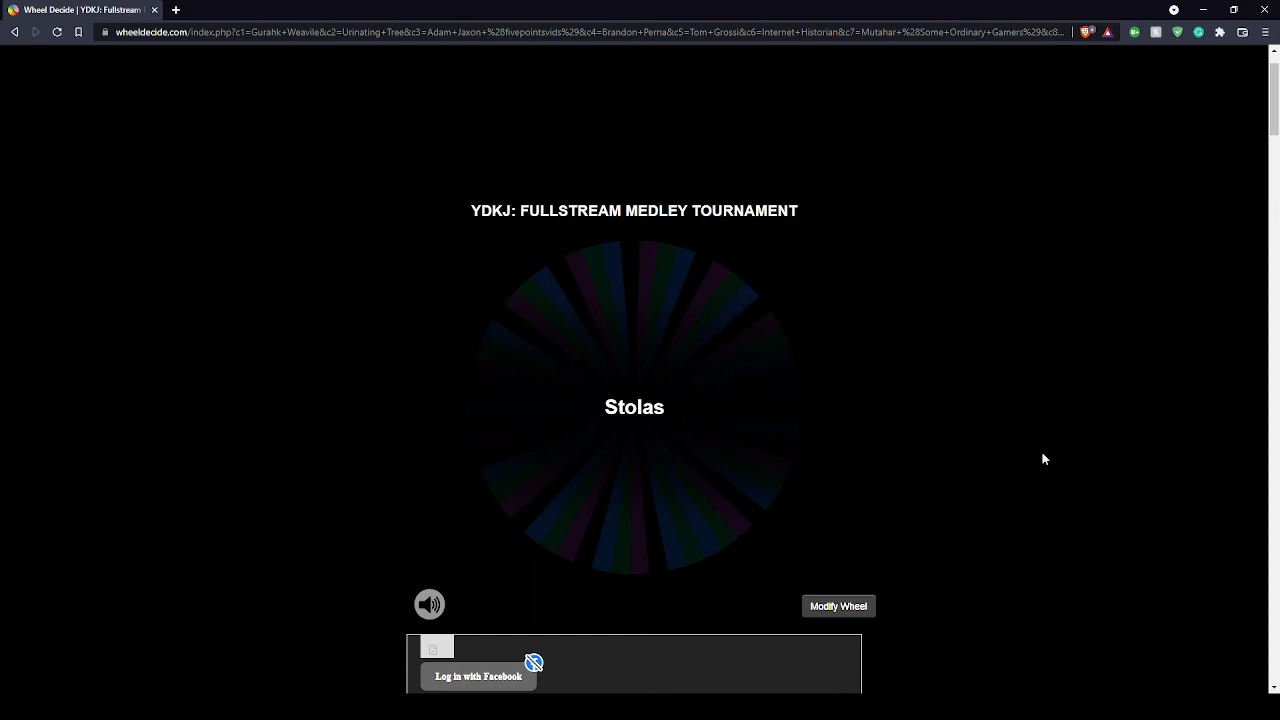 Wheel Decide | YDKJ: Fullstream
wheeldecide.com/index.php?c1=Gurahk+Weavile&c2=Urinating+Tree&c3=Adam+Jaxon+%28fivepointsvids%29&c4=Brandon+Perna&c5=Tom+Grossi&c6=Internet+Historian&c7=Mutahar+%28Some+Ordinary+Gamers%29&c8...
YDKJ: FULLSTREAM MEDLEY TOURNAMENT
Stolas
Modify Wheel
Log in with Facebook